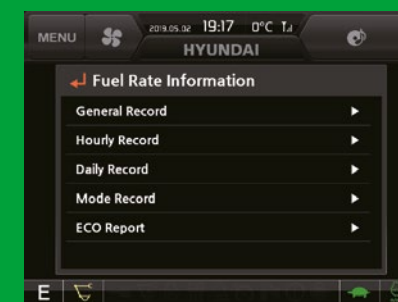 MENU 2019.05.02 19:17 0°C
HYUNDAI
Fuel Rate Information
General Record
Hourly Record
Daily Record
Mode Record
ECO Report
E